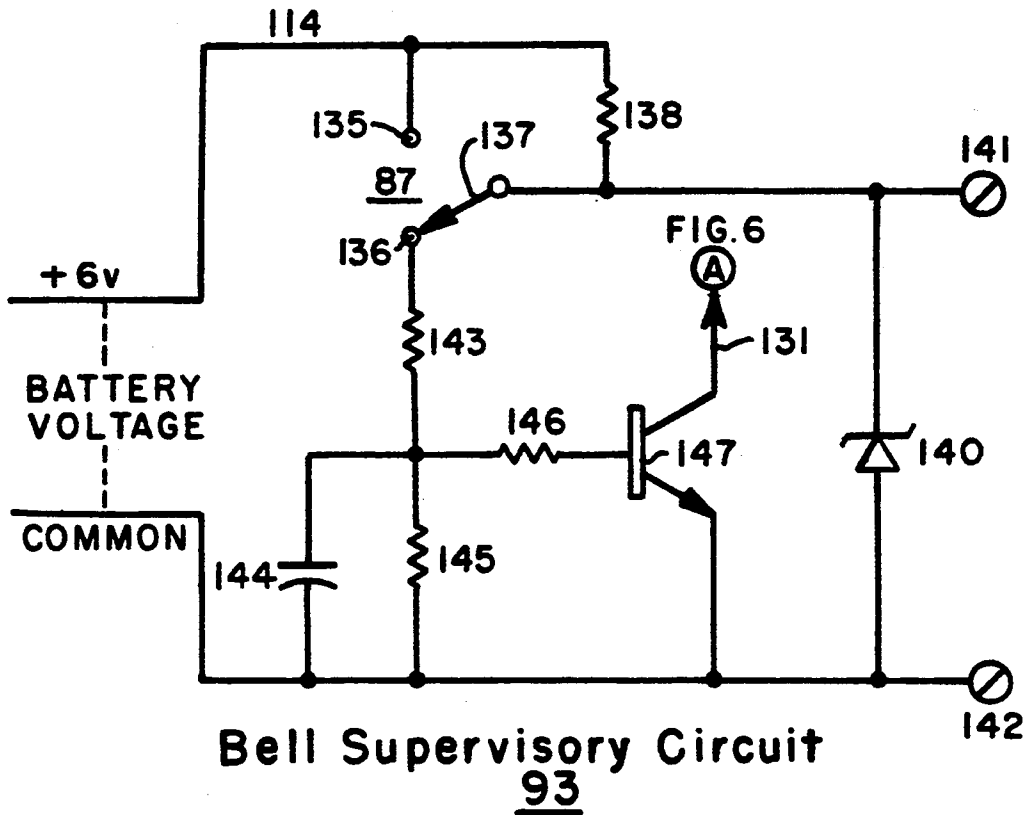 114
135
137
138
141
87
136
FIG.6
A
+6v
143
131
BATTERY
VOLTAGE
146
147
140
COMMON
144
145
142
Bell Supervisory Circuit
93